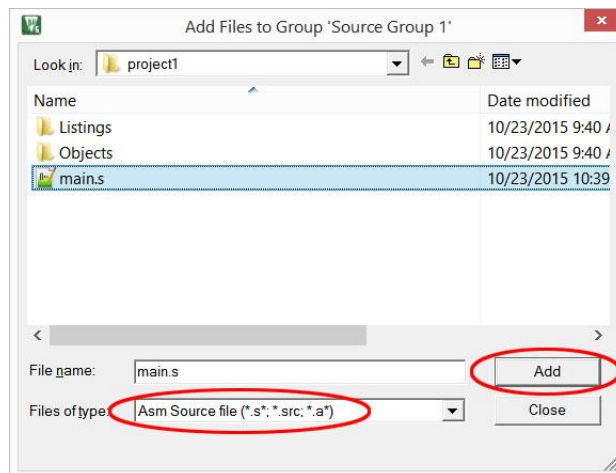 Add Files to Group 'Source Group 1'
Look in: project1
Name Date modified
Listings 10/23/2015 9:40
Objects 10/23/2015 9:40
main.s 10/23/2015 10:39
File name: main.s Add
Files of type: Asm Source file (*.s*; *.src; *.a*) Close